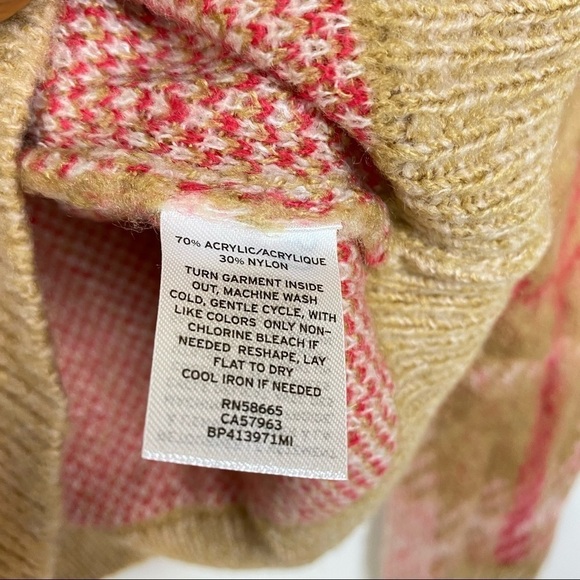 70% ACRYLIC/ACRYLIQUE
30% NYLON
TURN GARMENT INSIDE
OUT, MACHINE WASH
COLD, GENTLE CYCLE, WITH
LIKE COLORS ONLY NON-
CHLORINE BLEACH IF
NEEDED RESHAPE, LAY
FLAT TO DRY
COOL IRON IF NEEDED
RN58665
CA57963
BP413971MI